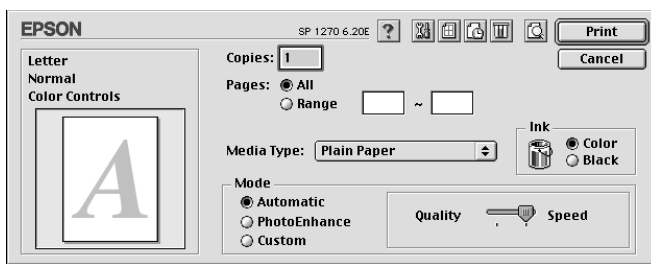 EPSON
SP 1270 6.20E
?
Print
Cancel
Letter
Normal
Color Controls
A
Copies: 1
Pages: All
Range ~
Media Type: Plain Paper
Ink
Color
Black
Mode
Automatic
PhotoEnhance
Custom
Quality Speed